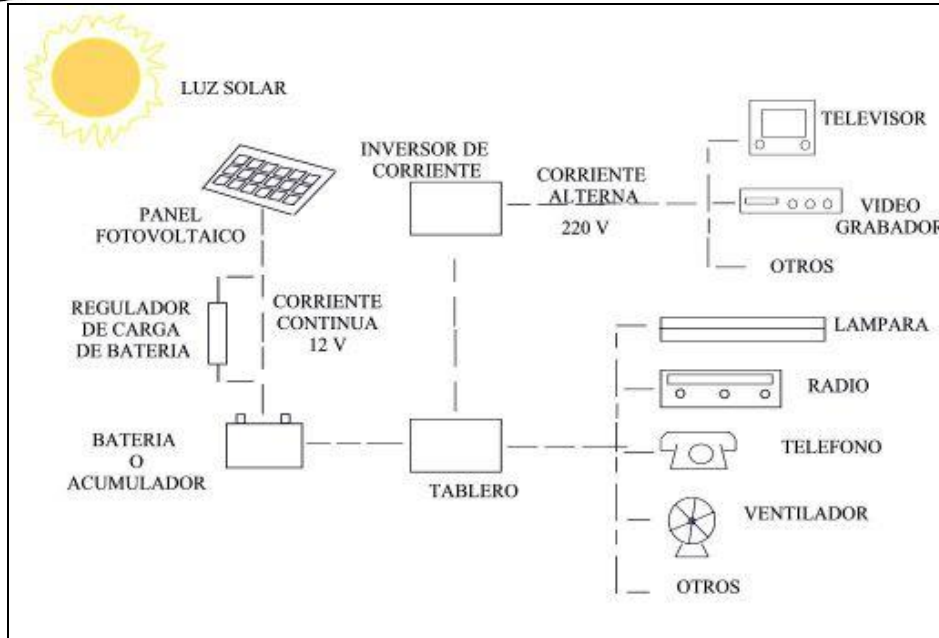 LUZ SOLAR
PANEL
FOTOVOLTAICO
REGULADOR
DE CARGA
DE BATERIA
CORRIENTE
CONTINUA
12 V
BATERIA
O
ACUMULADOR
TABLERO
INVERSOR DE
CORRIENTE
CORRIENTE
ALTERNA
220 V
TELEVISOR
VIDEO
GRABADOR
OTROS
LAMPARA
RADIO
TELEFONO
VENTILADOR
OTROS